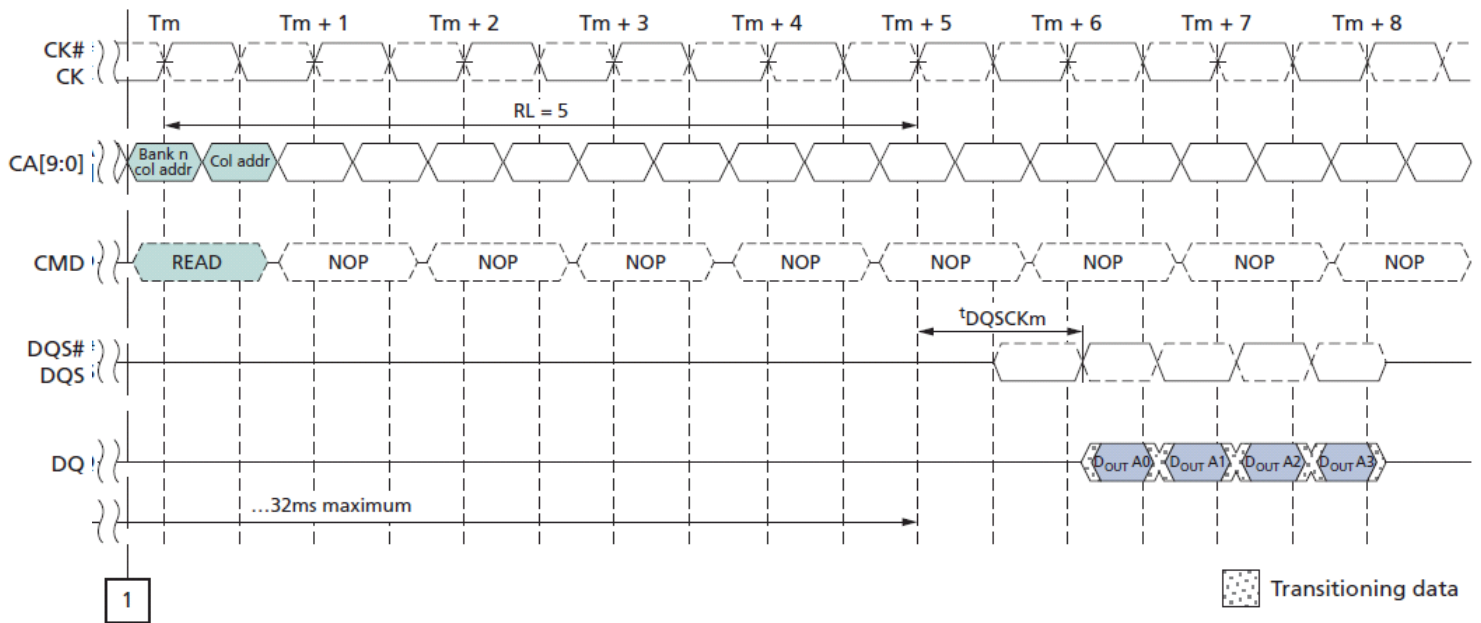 Tm Tm + 1 Tm + 2 Tm + 3 Tm + 4 Tm + 5 Tm + 6 Tm + 7 Tm + 8
CK#
CK
RL = 5
CA[9:0]
Bank n
col addr
Col addr
CMD
READ NOP NOP NOP NOP NOP NOP NOP NOP
tDQSCKm
DQS#
DQS
DQ
DOUT A0 DOUT A1 DOUT A2 DOUT A3
...32ms maximum
1
Transitioning data